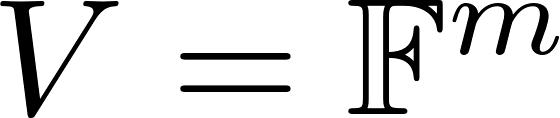 V = 𝔽^m